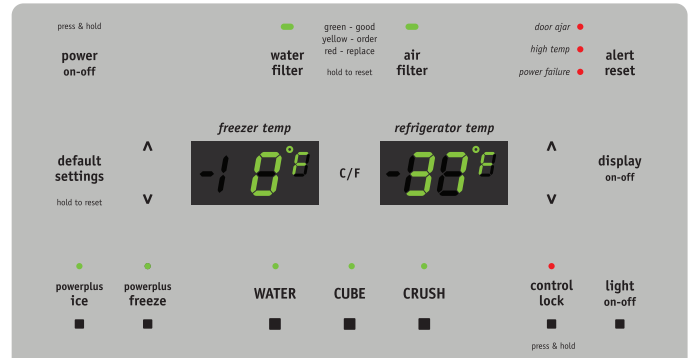 press & hold
power
on-off
water
filter
green - good
yellow - order
red - replace
hold to reset
air
filter
door ajar
high temp
power failure
alert
reset
default
settings
hold to reset
^
v
freezer temp
0°F
C/F
refrigerator temp
37°F
^
v
display
on-off
powerplus
ice
powerplus
freeze
WATER
CUBE
CRUSH
control
lock
press & hold
light
on-off